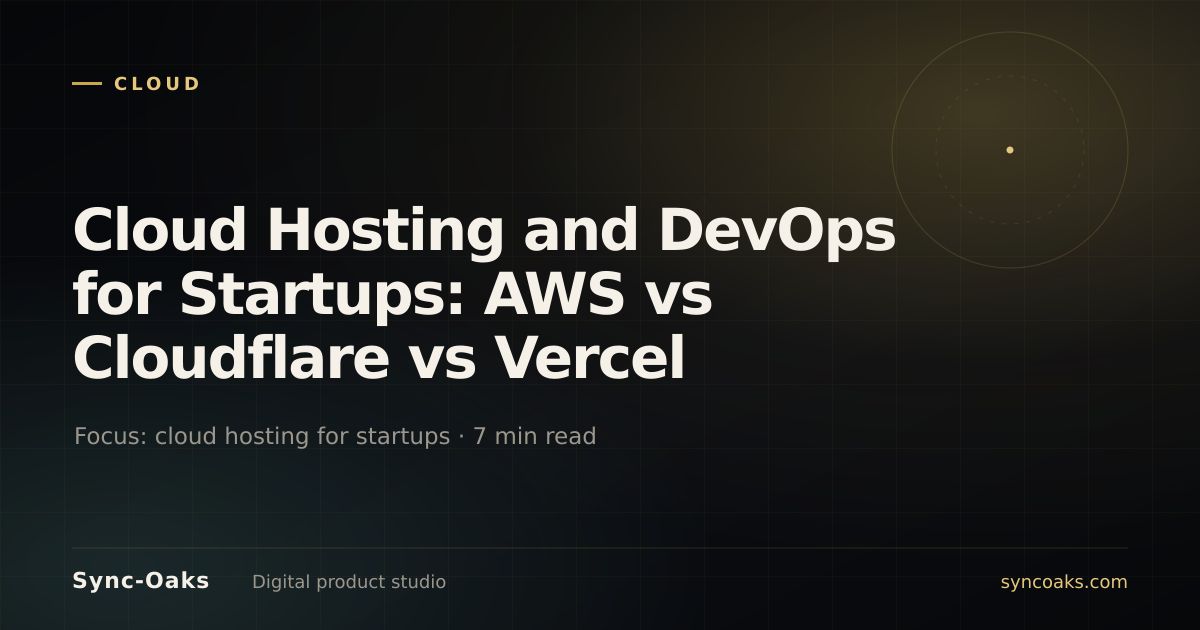 CLOUD
Cloud Hosting and DevOps
for Startups: AWS vs
Cloudflare vs Vercel
Focus: cloud hosting for startups · 7 min read
Sync-Oaks Digital product studio syncoaks.com